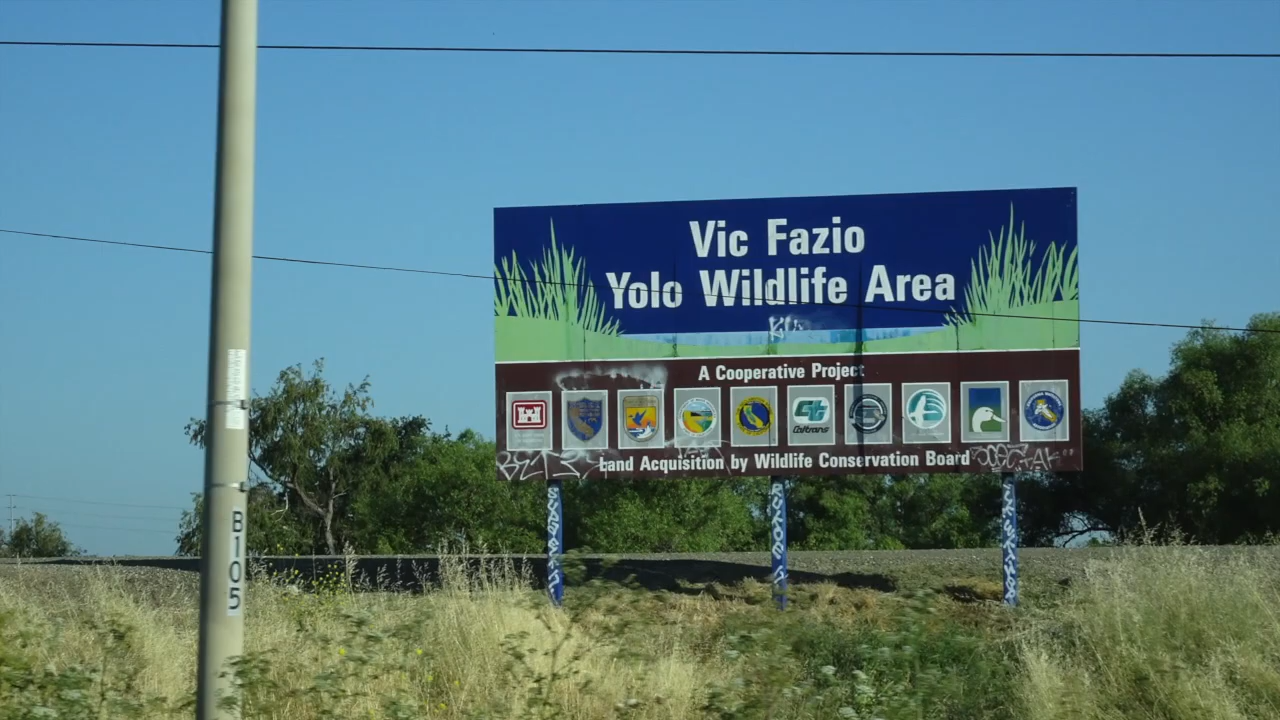 Vic Fazio
Yolo Wildlife Area
A Cooperative Project
Caltrans
Land Acquisition by Wildlife Conservation Board
B105